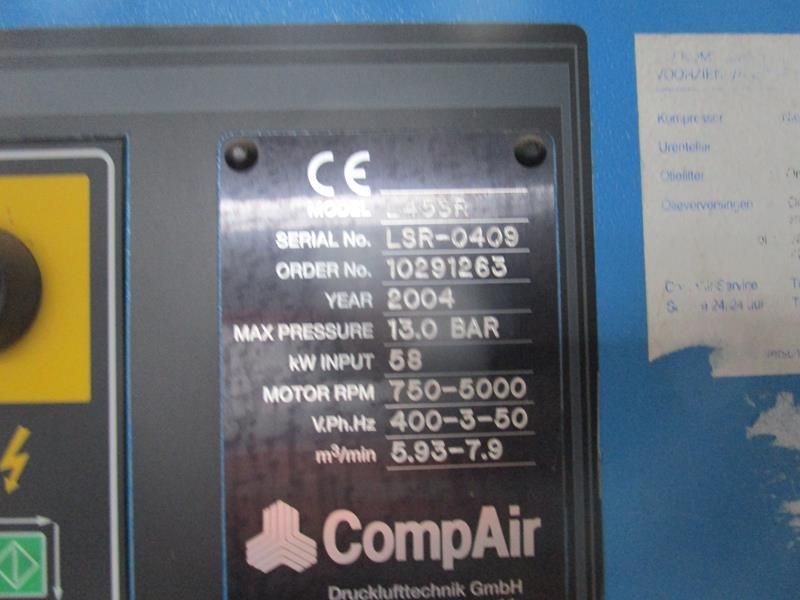 CE
MODEL L45SR
SERIAL No. LSR-0409
ORDER No. 10291263
YEAR 2004
MAX PRESSURE 13.0 BAR
kW INPUT 58
MOTOR RPM 750-5000
V.Ph.Hz 400-3-50
m³/min 5.93-7.9
CompAir
Drucklufttechnik GmbH
Kompressor
Urenteller
Oliefilter
Olieverversingen